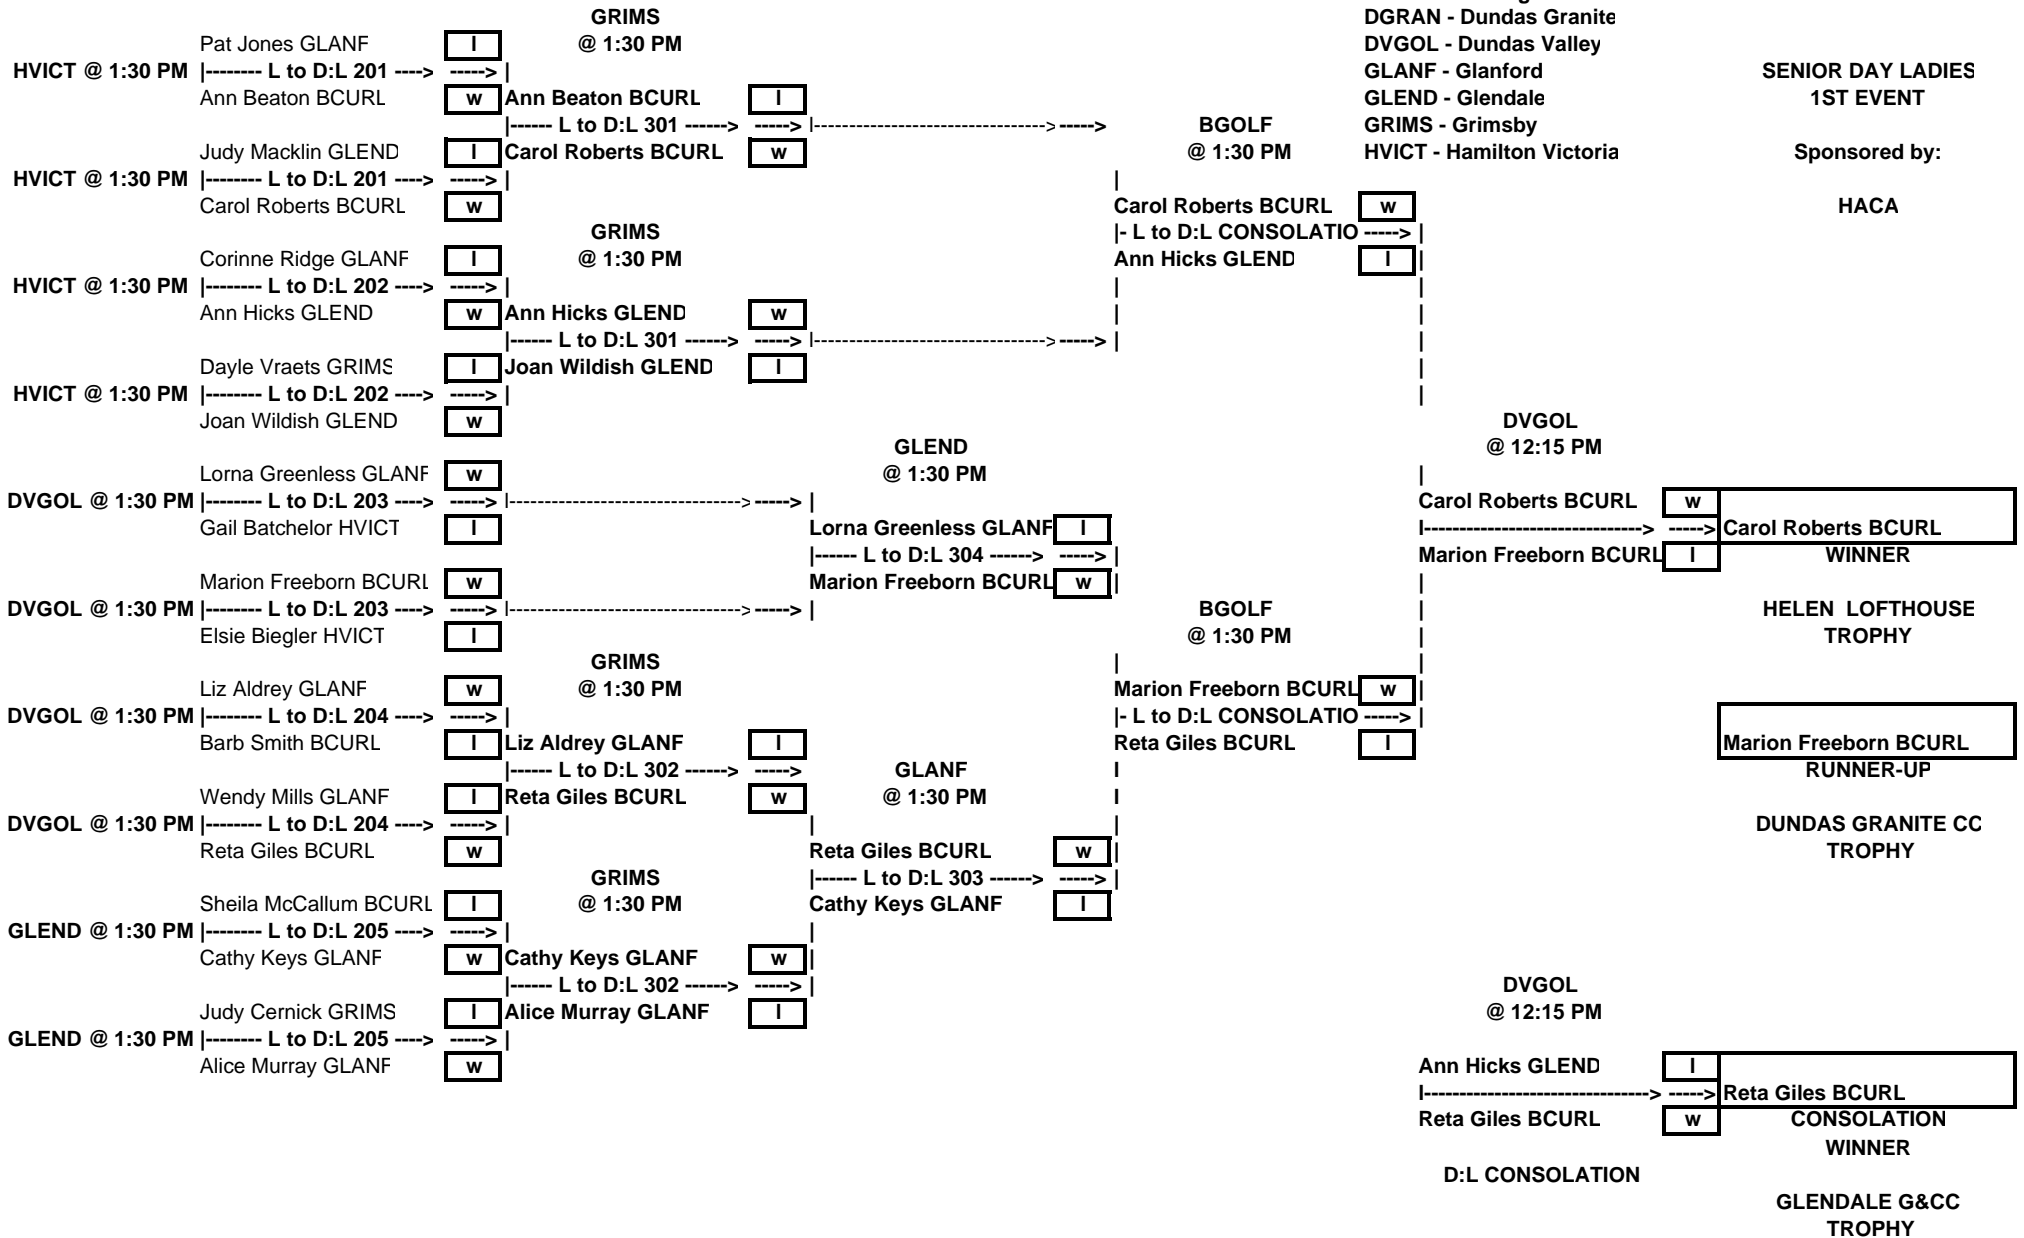 GRIMS DGRAN - Dundas Granite
Pat Jones GLANF l @ 1:30 PM DVGOL - Dundas Valley
HVICT @ 1:30 PM |-------- L to D:L 201 ----> -----> | GLANF - Glanford SENIOR DAY LADIES
Ann Beaton BCURL w Ann Beaton BCURL l GLEND - Glendale 1ST EVENT
|------ L to D:L 301 ------> -----> |--------------------------------> -----> BGOLF GRIMS - Grimsby
Judy Macklin GLEND l Carol Roberts BCURL w @ 1:30 PM HVICT - Hamilton Victoria Sponsored by:
HVICT @ 1:30 PM |-------- L to D:L 201 ----> -----> | |
Carol Roberts BCURL w Carol Roberts BCURL w HACA
GRIMS |- L to D:L CONSOLATIO -----> |
Corinne Ridge GLANF l @ 1:30 PM Ann Hicks GLEND l |
HVICT @ 1:30 PM |-------- L to D:L 202 ----> -----> | | |
Ann Hicks GLEND w Ann Hicks GLEND w | |
|------ L to D:L 301 ------> -----> |--------------------------------> -----> | |
Dayle Vraets GRIMS l Joan Wildish GLEND l |
HVICT @ 1:30 PM |-------- L to D:L 202 ----> -----> | |
Joan Wildish GLEND w DVGOL
GLEND @ 12:15 PM
Lorna Greenless GLANF w @ 1:30 PM |
DVGOL @ 1:30 PM |-------- L to D:L 203 ----> -----> |--------------------------------> -----> | Carol Roberts BCURL w
Gail Batchelor HVICT l Lorna Greenless GLANF l I-------------------------------> -----> Carol Roberts BCURL
|------ L to D:L 304 ------> -----> | Marion Freeborn BCURL l WINNER
Marion Freeborn BCURL w Marion Freeborn BCURL w | |
DVGOL @ 1:30 PM |-------- L to D:L 203 ----> -----> |--------------------------------> -----> | BGOLF | HELEN LOFTHOUSE
Elsie Biegler HVICT l @ 1:30 PM | TROPHY
GRIMS | |
Liz Aldrey GLANF w @ 1:30 PM Marion Freeborn BCURL w |
DVGOL @ 1:30 PM |-------- L to D:L 204 ----> -----> | |- L to D:L CONSOLATIO -----> |
Barb Smith BCURL l Liz Aldrey GLANF l Reta Giles BCURL l Marion Freeborn BCURL
|------ L to D:L 302 ------> -----> GLANF I RUNNER-UP
Wendy Mills GLANF l Reta Giles BCURL w @ 1:30 PM I
DVGOL @ 1:30 PM |-------- L to D:L 204 ----> -----> | | | DUNDAS GRANITE CC
Reta Giles BCURL w Reta Giles BCURL w | TROPHY
GRIMS |------ L to D:L 303 ------> -----> |
Sheila McCallum BCURL l @ 1:30 PM Cathy Keys GLANF l
GLEND @ 1:30 PM |-------- L to D:L 205 ----> -----> | |
Cathy Keys GLANF w Cathy Keys GLANF w |
|------ L to D:L 302 ------> -----> | DVGOL
Judy Cernick GRIMS l Alice Murray GLANF l @ 12:15 PM
GLEND @ 1:30 PM |-------- L to D:L 205 ----> -----> |
Alice Murray GLANF w Ann Hicks GLEND l
I--------------------------------> -----> Reta Giles BCURL
Reta Giles BCURL w CONSOLATION
WINNER
D:L CONSOLATION
GLENDALE G&CC
TROPHY